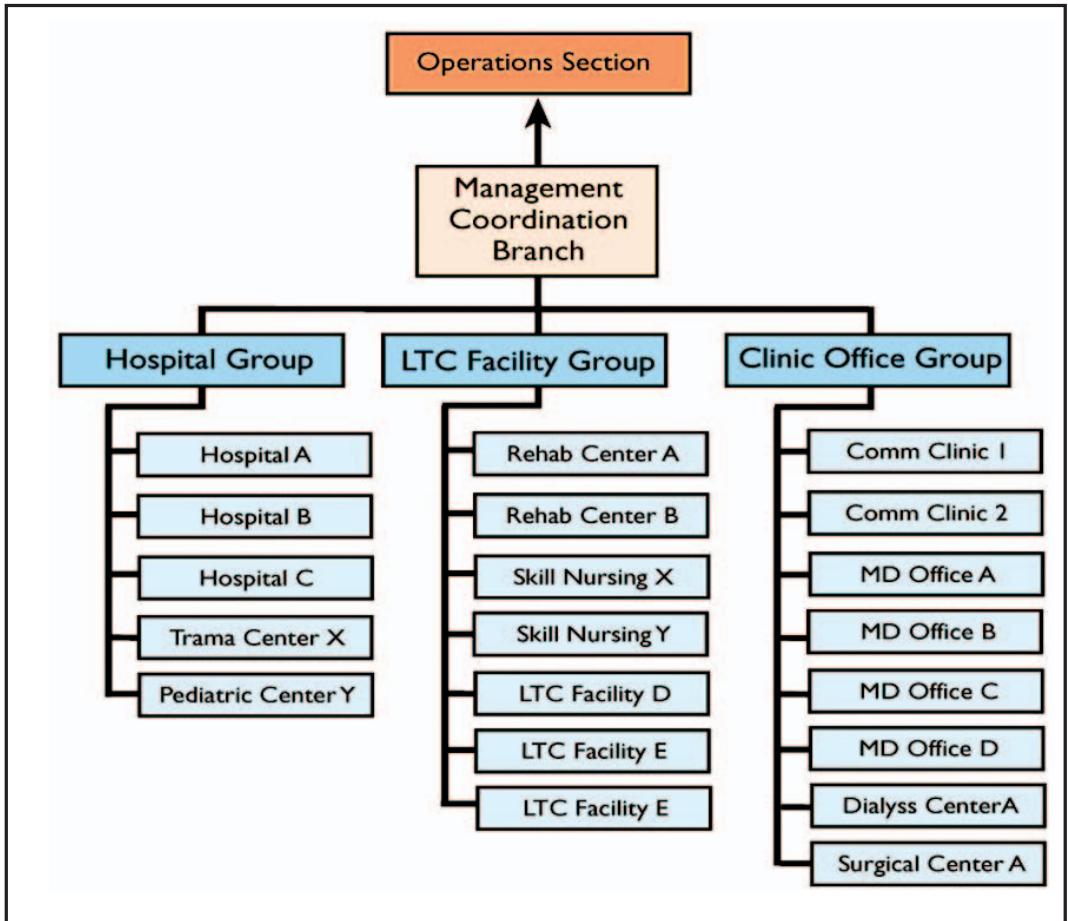 Operations Section
Management
Coordination
Branch
Hospital Group
LTC Facility Group
Clinic Office Group
Hospital A
Hospital B
Hospital C
Trama Center X
Pediatric Center Y
Rehab Center A
Rehab Center B
Skill Nursing X
Skill Nursing Y
LTC Facility D
LTC Facility E
LTC Facility E
Comm Clinic 1
Comm Clinic 2
MD Office A
MD Office B
MD Office C
MD Office D
Dialyss Center A
Surgical Center A